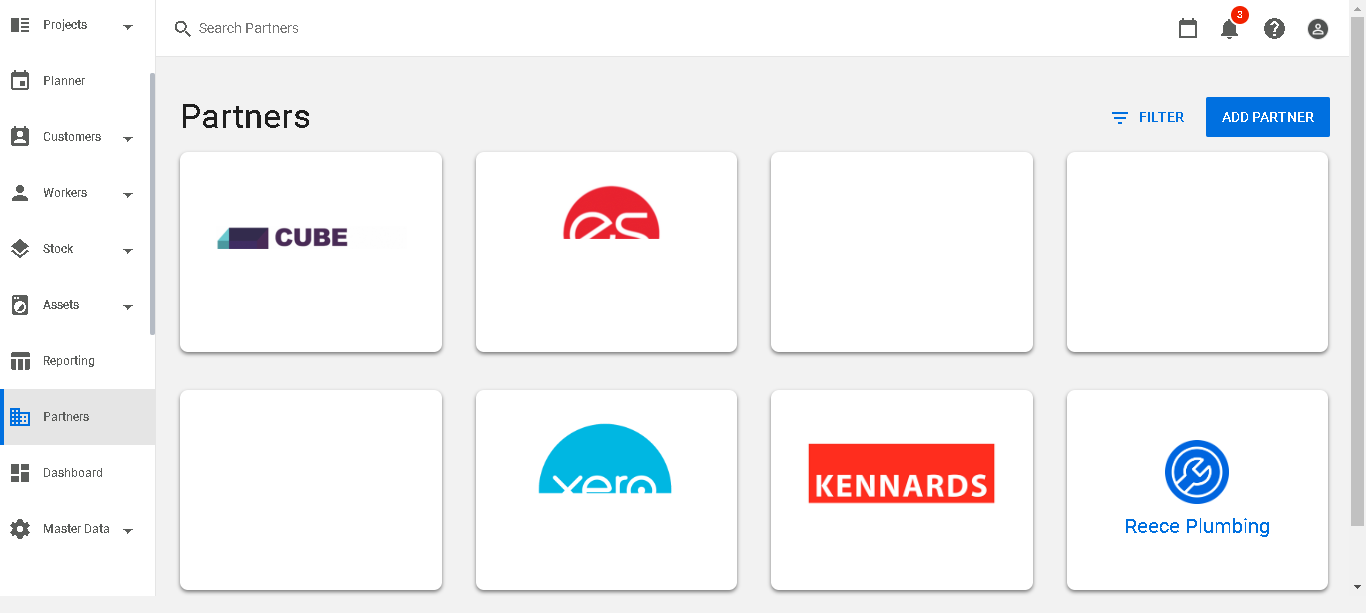 Projects
Search Partners
3
Planner
Partners
FILTER
ADD PARTNER
Customers
Workers
Stock
Assets
Reporting
Partners
Dashboard
Master Data
CUBE
es
xero
KENNARDS
Reece Plumbing